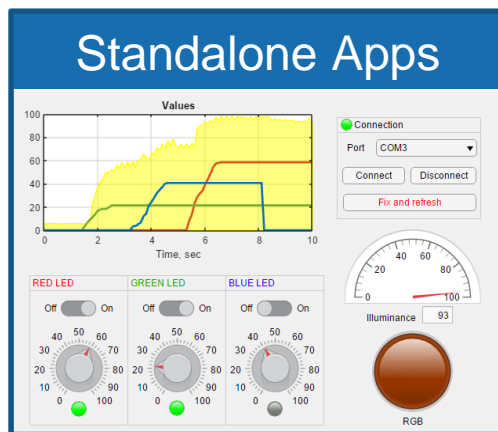 Standalone Apps
Values
100
80
60
40
20
0
0 2 4 6 8 10
Time, sec
Connection
Port COM3
Connect Disconnect
Fix and refresh
0 20 40 60 80 100
Illuminance 93
RGB
RED LED GREEN LED BLUE LED
Off On Off On Off On
0 10 20 30 40 50 60 70 80 90 100
0 10 20 30 40 50 60 70 80 90 100
0 10 20 30 40 50 60 70 80 90 100